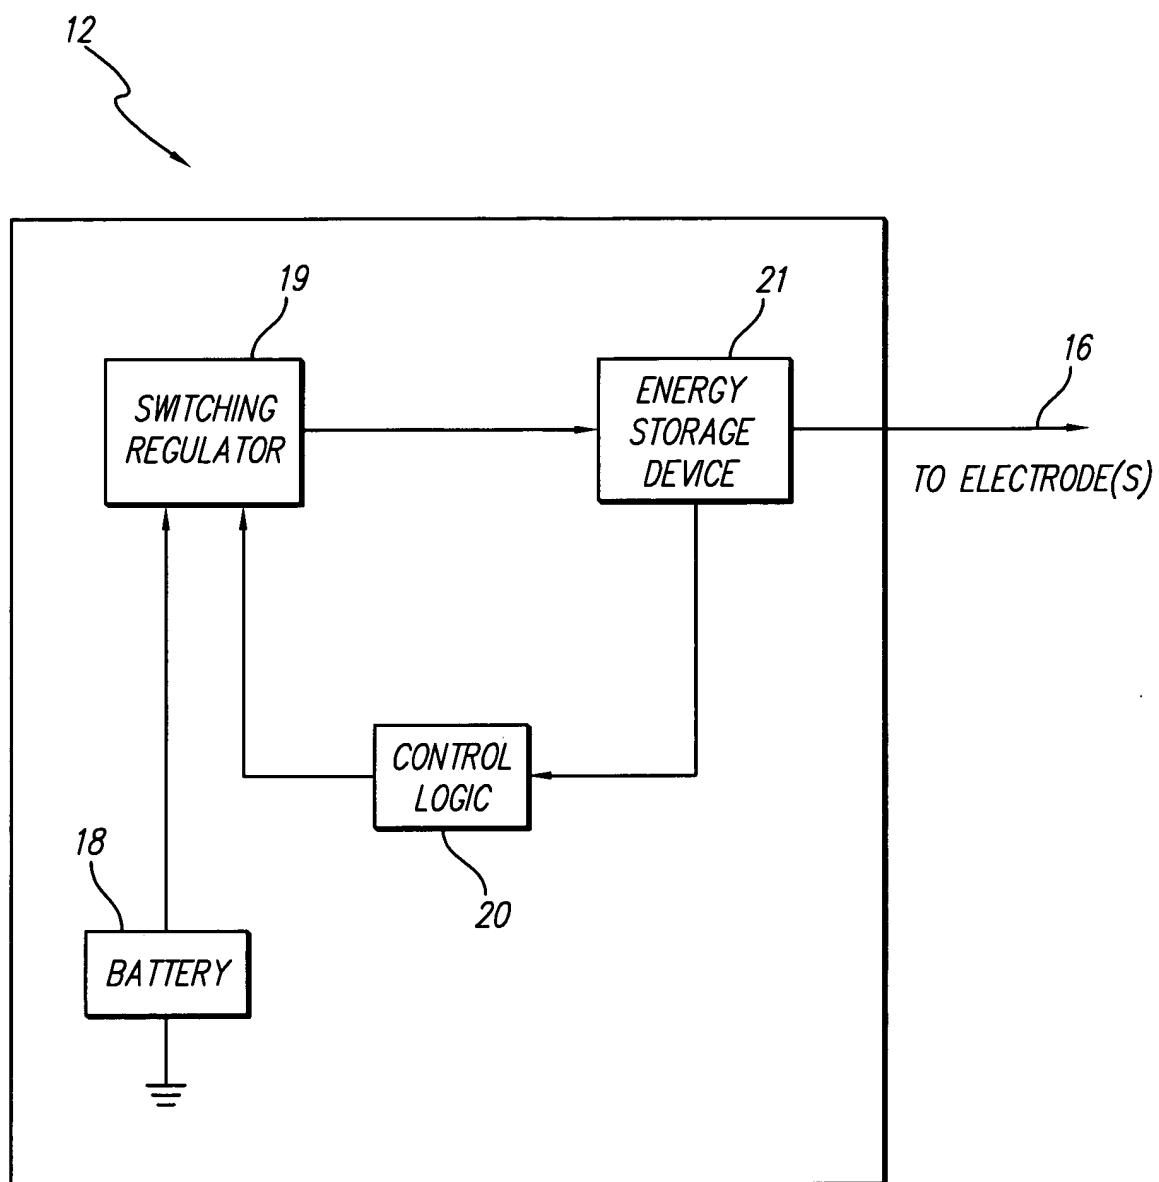 12
19
21
16
SWITCHING
REGULATOR
ENERGY
STORAGE
DEVICE
TO ELECTRODE(S)
CONTROL
LOGIC
18
20
BATTERY